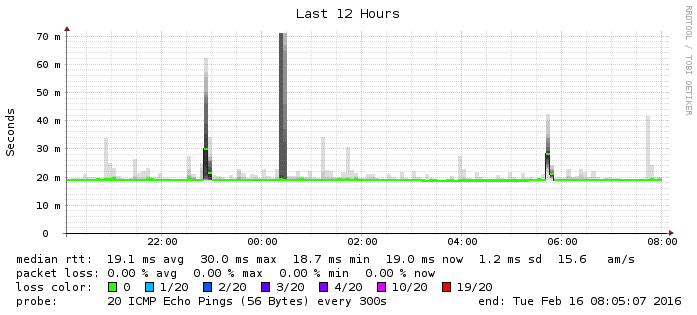 Last 12 Hours
RRDTOOL / TOBI OETIKER
Seconds
70 m
60 m
50 m
40 m
30 m
20 m
10 m
0
22:00 00:00 02:00 04:00 06:00 08:00
median rtt: 19.1 ms avg 30.0 ms max 18.7 ms min 19.0 ms now 1.2 ms sd 15.6 am/s
packet loss: 0.00 % avg 0.00 % max 0.00 % min 0.00 % now
loss color: 0 1/20 2/20 3/20 4/20 10/20 19/20
probe: 20 ICMP Echo Pings (56 Bytes) every 300s end: Tue Feb 16 08:05:07 2016